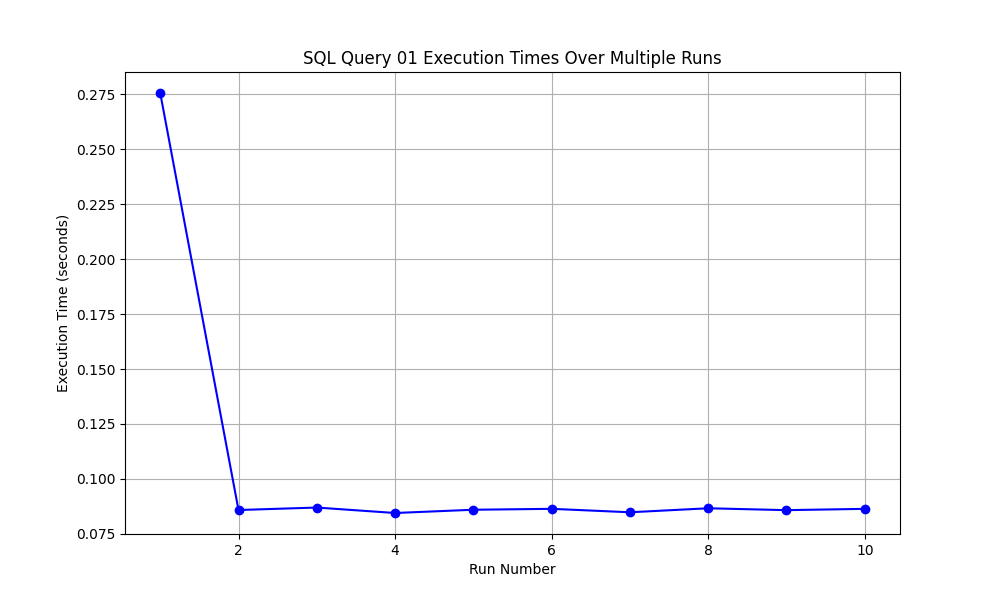 SQL Query 01 Execution Times Over Multiple Runs
0.275
0.250
0.225
0.200
0.175
0.150
0.125
0.100
0.075
Execution Time (seconds)
2 4 6 8 10
Run Number